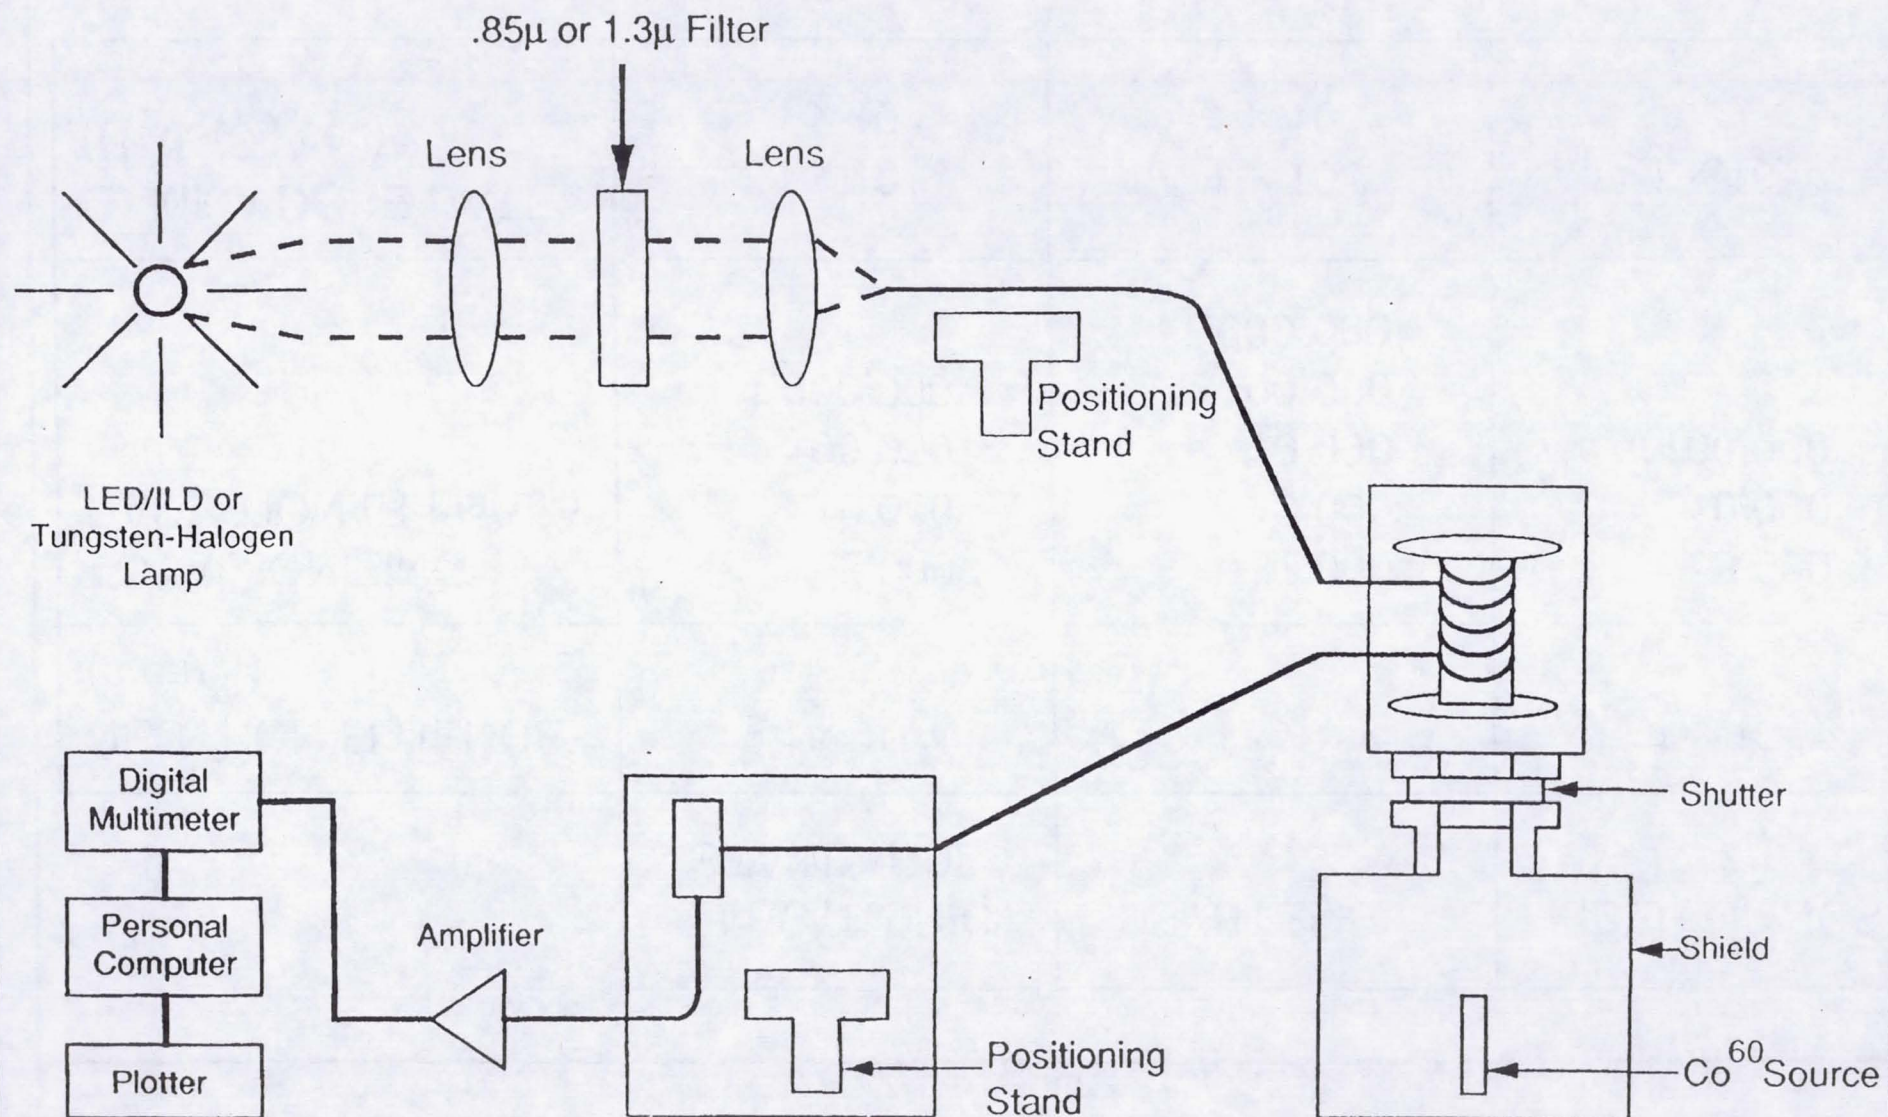 .85μ or 1.3μ Filter
Lens
Lens
Positioning
Stand
LED/ILD or
Tungsten-Halogen
Lamp
Digital
Multimeter
Shutter
Personal
Computer
Amplifier
Shield
Plotter
Positioning
Stand
Co60 Source